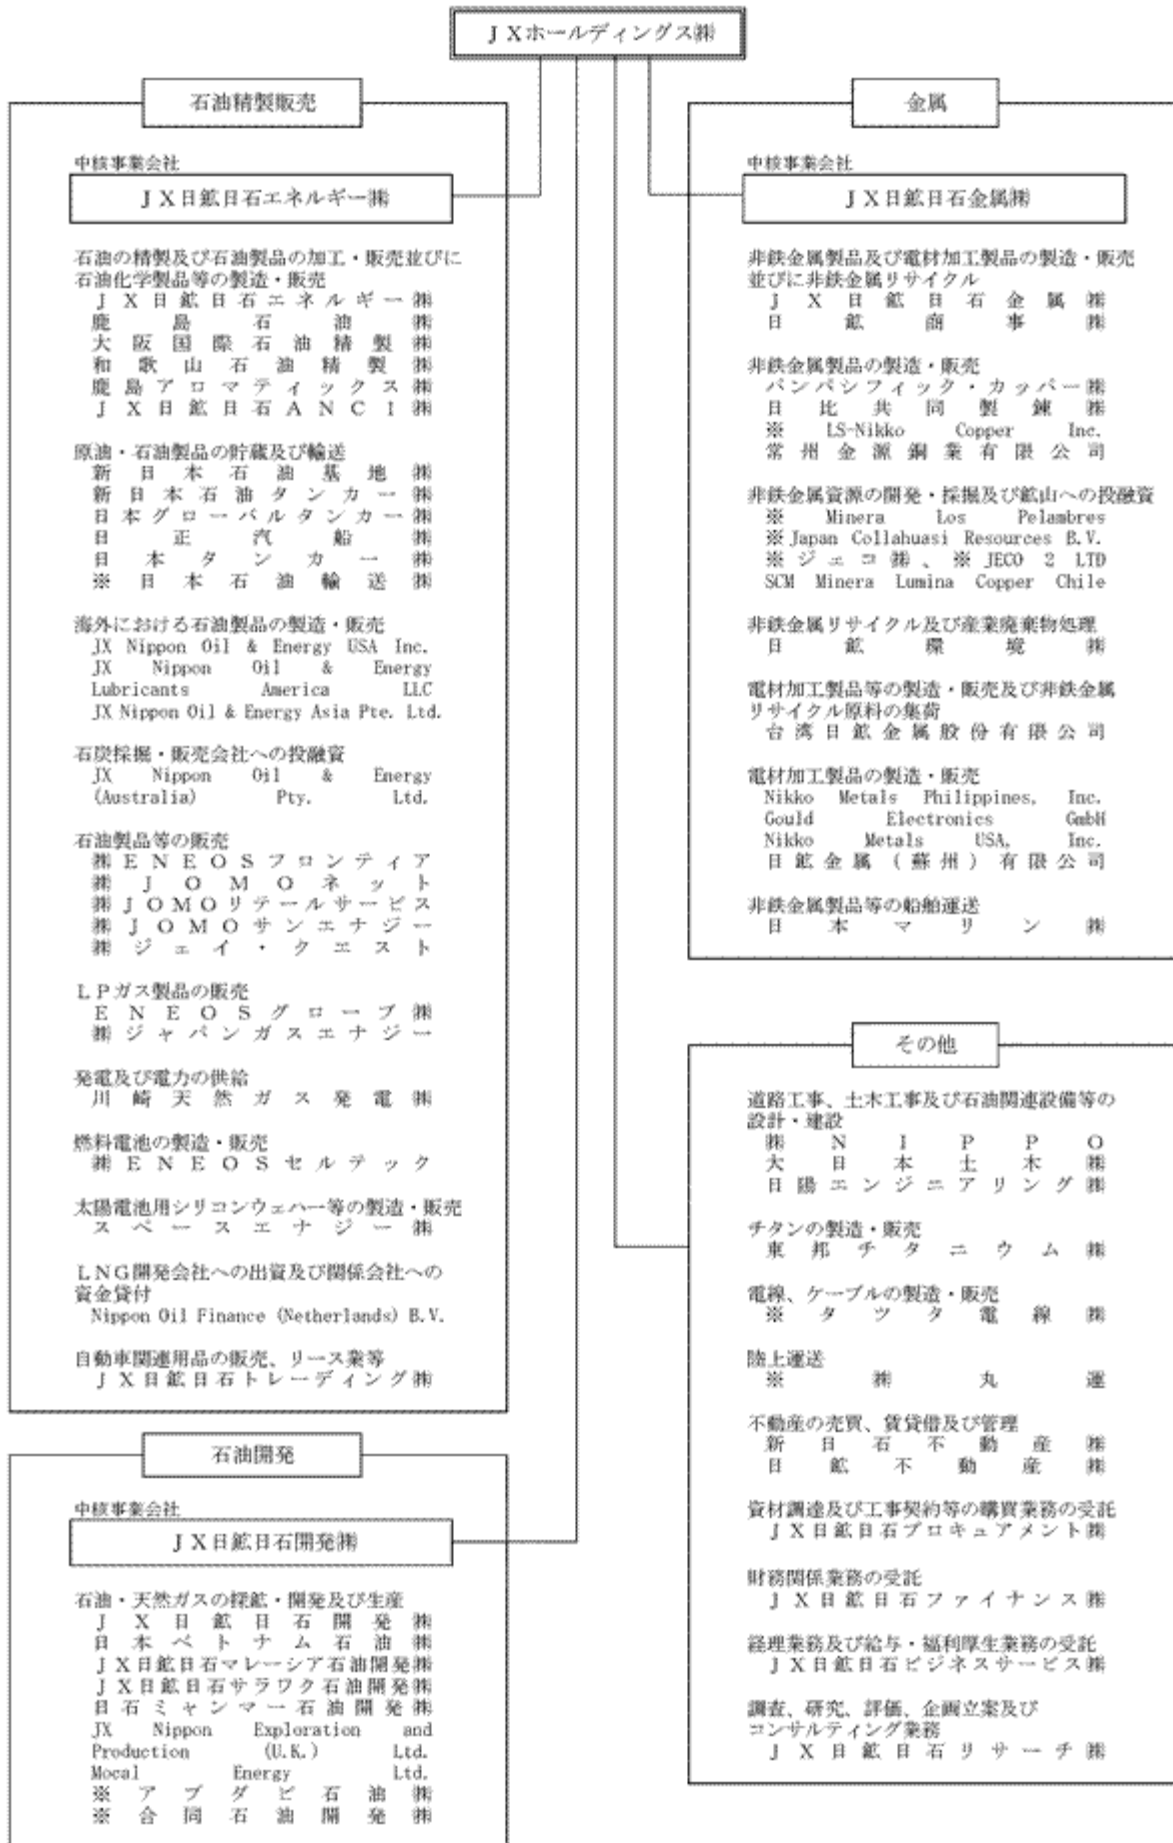 ＪＸホールディングス㈱
石油精製販売
中核事業会社
ＪＸ日鉱日石エネルギー㈱
石油の精製及び石油製品の加工・販売並びに
石油化学製品等の製造・販売
ＪＸ日鉱日石エネルギー㈱
鹿島石油㈱
大阪国際石油精製㈱
和歌山石油精製㈱
鹿島アロマティックス㈱
ＪＸ日鉱日石ＡＮＣＩ㈱
原油・石油製品の貯蔵及び輸送
新日本石油基地㈱
新日本石油タンカー㈱
日本グローバルタンカー㈱
日正汽船㈱
日本タンカー㈱
※日本石油輸送㈱
海外における石油製品の製造・販売
JX Nippon Oil & Energy USA Inc.
JX Nippon Oil & Energy
Lubricants America LLC
JX Nippon Oil & Energy Asia Pte. Ltd.
石炭採掘・販売会社への投融資
JX Nippon Oil & Energy
(Australia) Pty. Ltd.
石油製品等の販売
㈱ＥＮＥＯＳフロンティア
㈱ＪＯＭＯネット
㈱ＪＯＭＯリテールサービス
㈱ＪＯＭＯサンエナジー
㈱ジェイ・クエスト
ＬＰガス製品の販売
ＥＮＥＯＳグローブ㈱
㈱ジャパンガスエナジー
発電及び電力の供給
川崎天然ガス発電㈱
燃料電池の製造・販売
㈱ＥＮＥＯＳセルテック
太陽電池用シリコンウェハー等の製造・販売
スペースエナジー㈱
ＬＮＧ開発会社への出資及び関係会社への
資金貸付
Nippon Oil Finance (Netherlands) B.V.
自動車関連用品の販売、リース業等
ＪＸ日鉱日石トレーディング㈱
石油開発
中核事業会社
ＪＸ日鉱日石開発㈱
石油・天然ガスの探鉱・開発及び生産
ＪＸ日鉱日石開発㈱
日本ベトナム石油㈱
ＪＸ日鉱日石マレーシア石油開発㈱
ＪＸ日鉱日石サラワク石油開発㈱
日石ミャンマー石油開発㈱
JX Nippon Exploration and
Production (U.K.) Ltd.
Mocal Energy Ltd.
※アブダビ石油㈱
※合同石油開発㈱
金属
中核事業会社
ＪＸ日鉱日石金属㈱
非鉄金属製品及び電材加工製品の製造・販売
並びに非鉄金属リサイクル
ＪＸ日鉱日石金属㈱
日鉱商事㈱
非鉄金属製品の製造・販売
パンパシフィック・カッパー㈱
日比共同製錬㈱
※ LS-Nikko Copper Inc.
常州金源銅業有限公司
非鉄金属資源の開発・採掘及び鉱山への投融資
※ Minera Los Pelambres
※Japan Collahuasi Resources B.V.
※ジェコ㈱、※ JECO 2 LTD
SCM Minera Lumina Copper Chile
非鉄金属リサイクル及び産業廃棄物処理
日鉱環境㈱
電材加工製品等の製造・販売及び非鉄金属
リサイクル原料の集荷
台湾日鉱金属股份有限公司
電材加工製品の製造・販売
Nikko Metals Philippines, Inc.
Gould Electronics GmbH
Nikko Metals USA, Inc.
日鉱金属（蘇州）有限公司
非鉄金属製品等の船舶運送
日本マリン㈱
その他
道路工事、土木工事及び石油関連設備等の
設計・建設
㈱ＮＩＰＰＯ
大日本土木㈱
日陽エンジニアリング㈱
チタンの製造・販売
東邦チタニウム㈱
電線、ケーブルの製造・販売
※タツタ電線㈱
陸上運送
※㈱丸運
不動産の売買、賃貸借及び管理
新日石不動産㈱
日鉱不動産㈱
資材調達及び工事契約等の購買業務の受託
ＪＸ日鉱日石プロキュアメント㈱
財務関係業務の受託
ＪＸ日鉱日石ファイナンス㈱
経理業務及び給与・福利厚生業務の受託
ＪＸ日鉱日石ビジネスサービス㈱
調査、研究、評価、企画立案及び
コンサルティング業務
ＪＸ日鉱日石リサーチ㈱